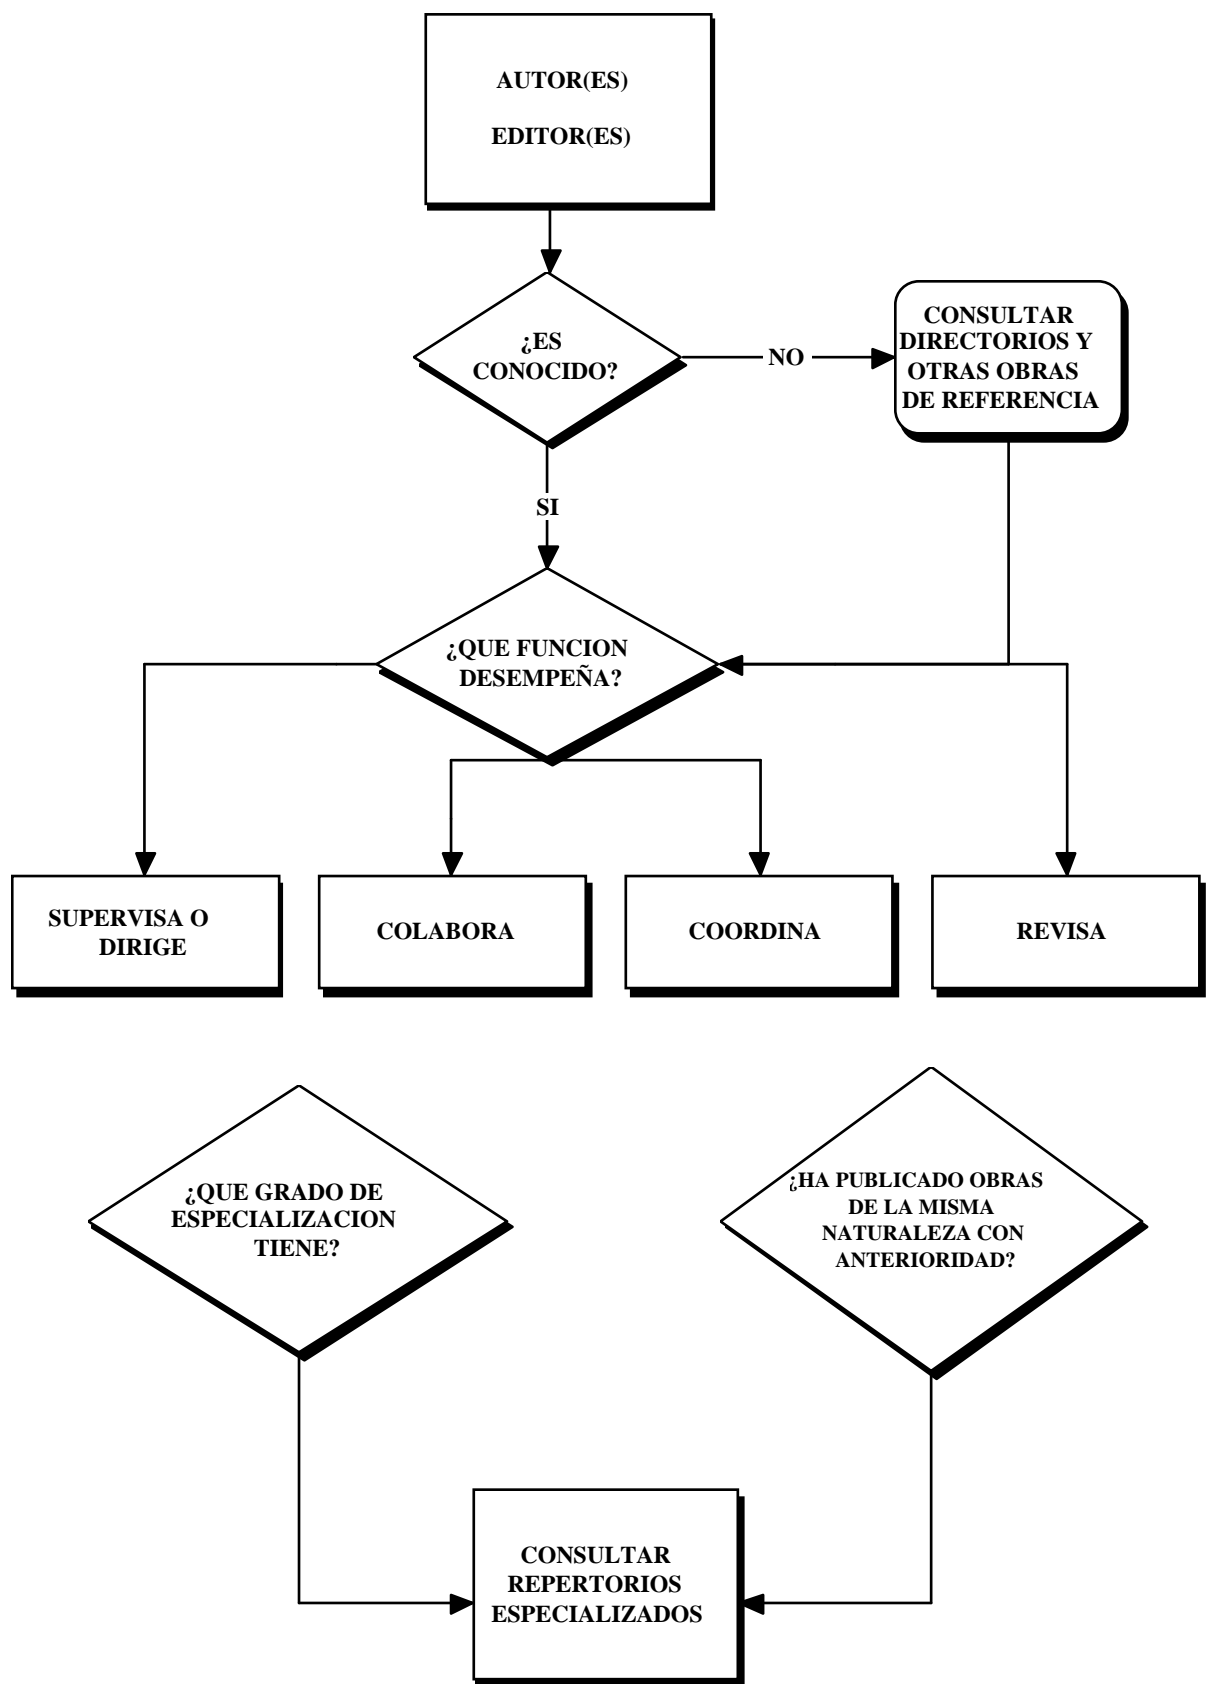 AUTOR(ES)
EDITOR(ES)
¿ES
CONOCIDO?
NO
CONSULTAR
DIRECTORIOS Y
OTRAS OBRAS
DE REFERENCIA
SI
¿QUE FUNCION
DESEMPEÑA?
SUPERVISA O
DIRIGE
COLABORA
COORDINA
REVISA
¿QUE GRADO DE
ESPECIALIZACION
TIENE?
¿HA PUBLICADO OBRAS
DE LA MISMA
NATURALEZA CON
ANTERIORIDAD?
CONSULTAR
REPERTORIOS
ESPECIALIZADOS